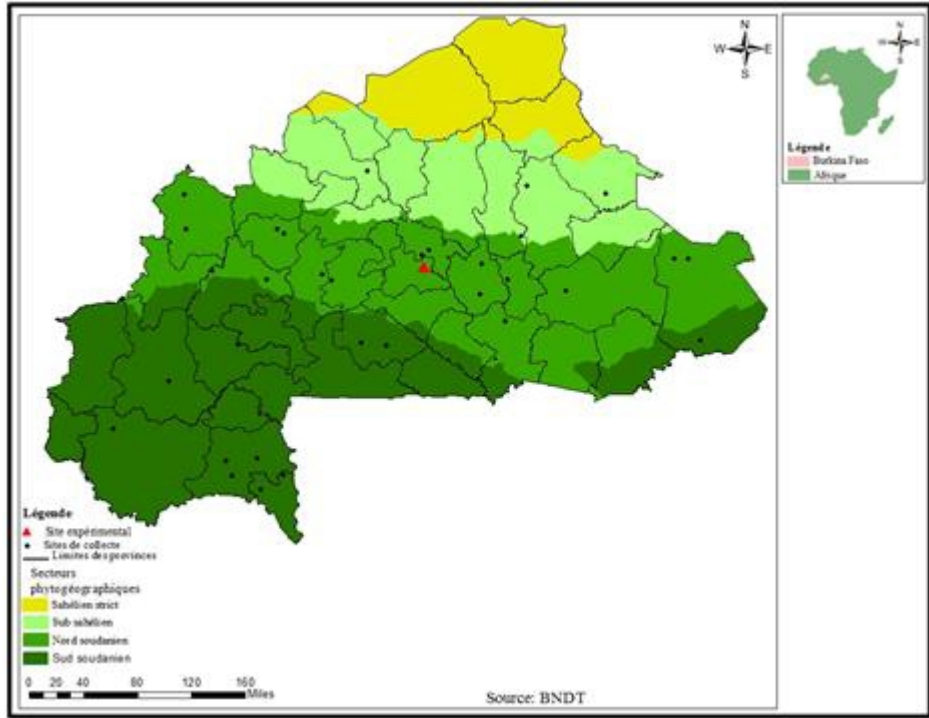 N
W E
S
N
W E
S
Légende
Burkina Faso
Afrique
Légende
Site expérimental
Sites de collecte
Limites des provinces
Secteurs
phytogéographiques
Sahélien strict
Sub sahélien
Nord soudanien
Sud soudanien
0 20 40 80 120 160
Miles
Source: BNDT